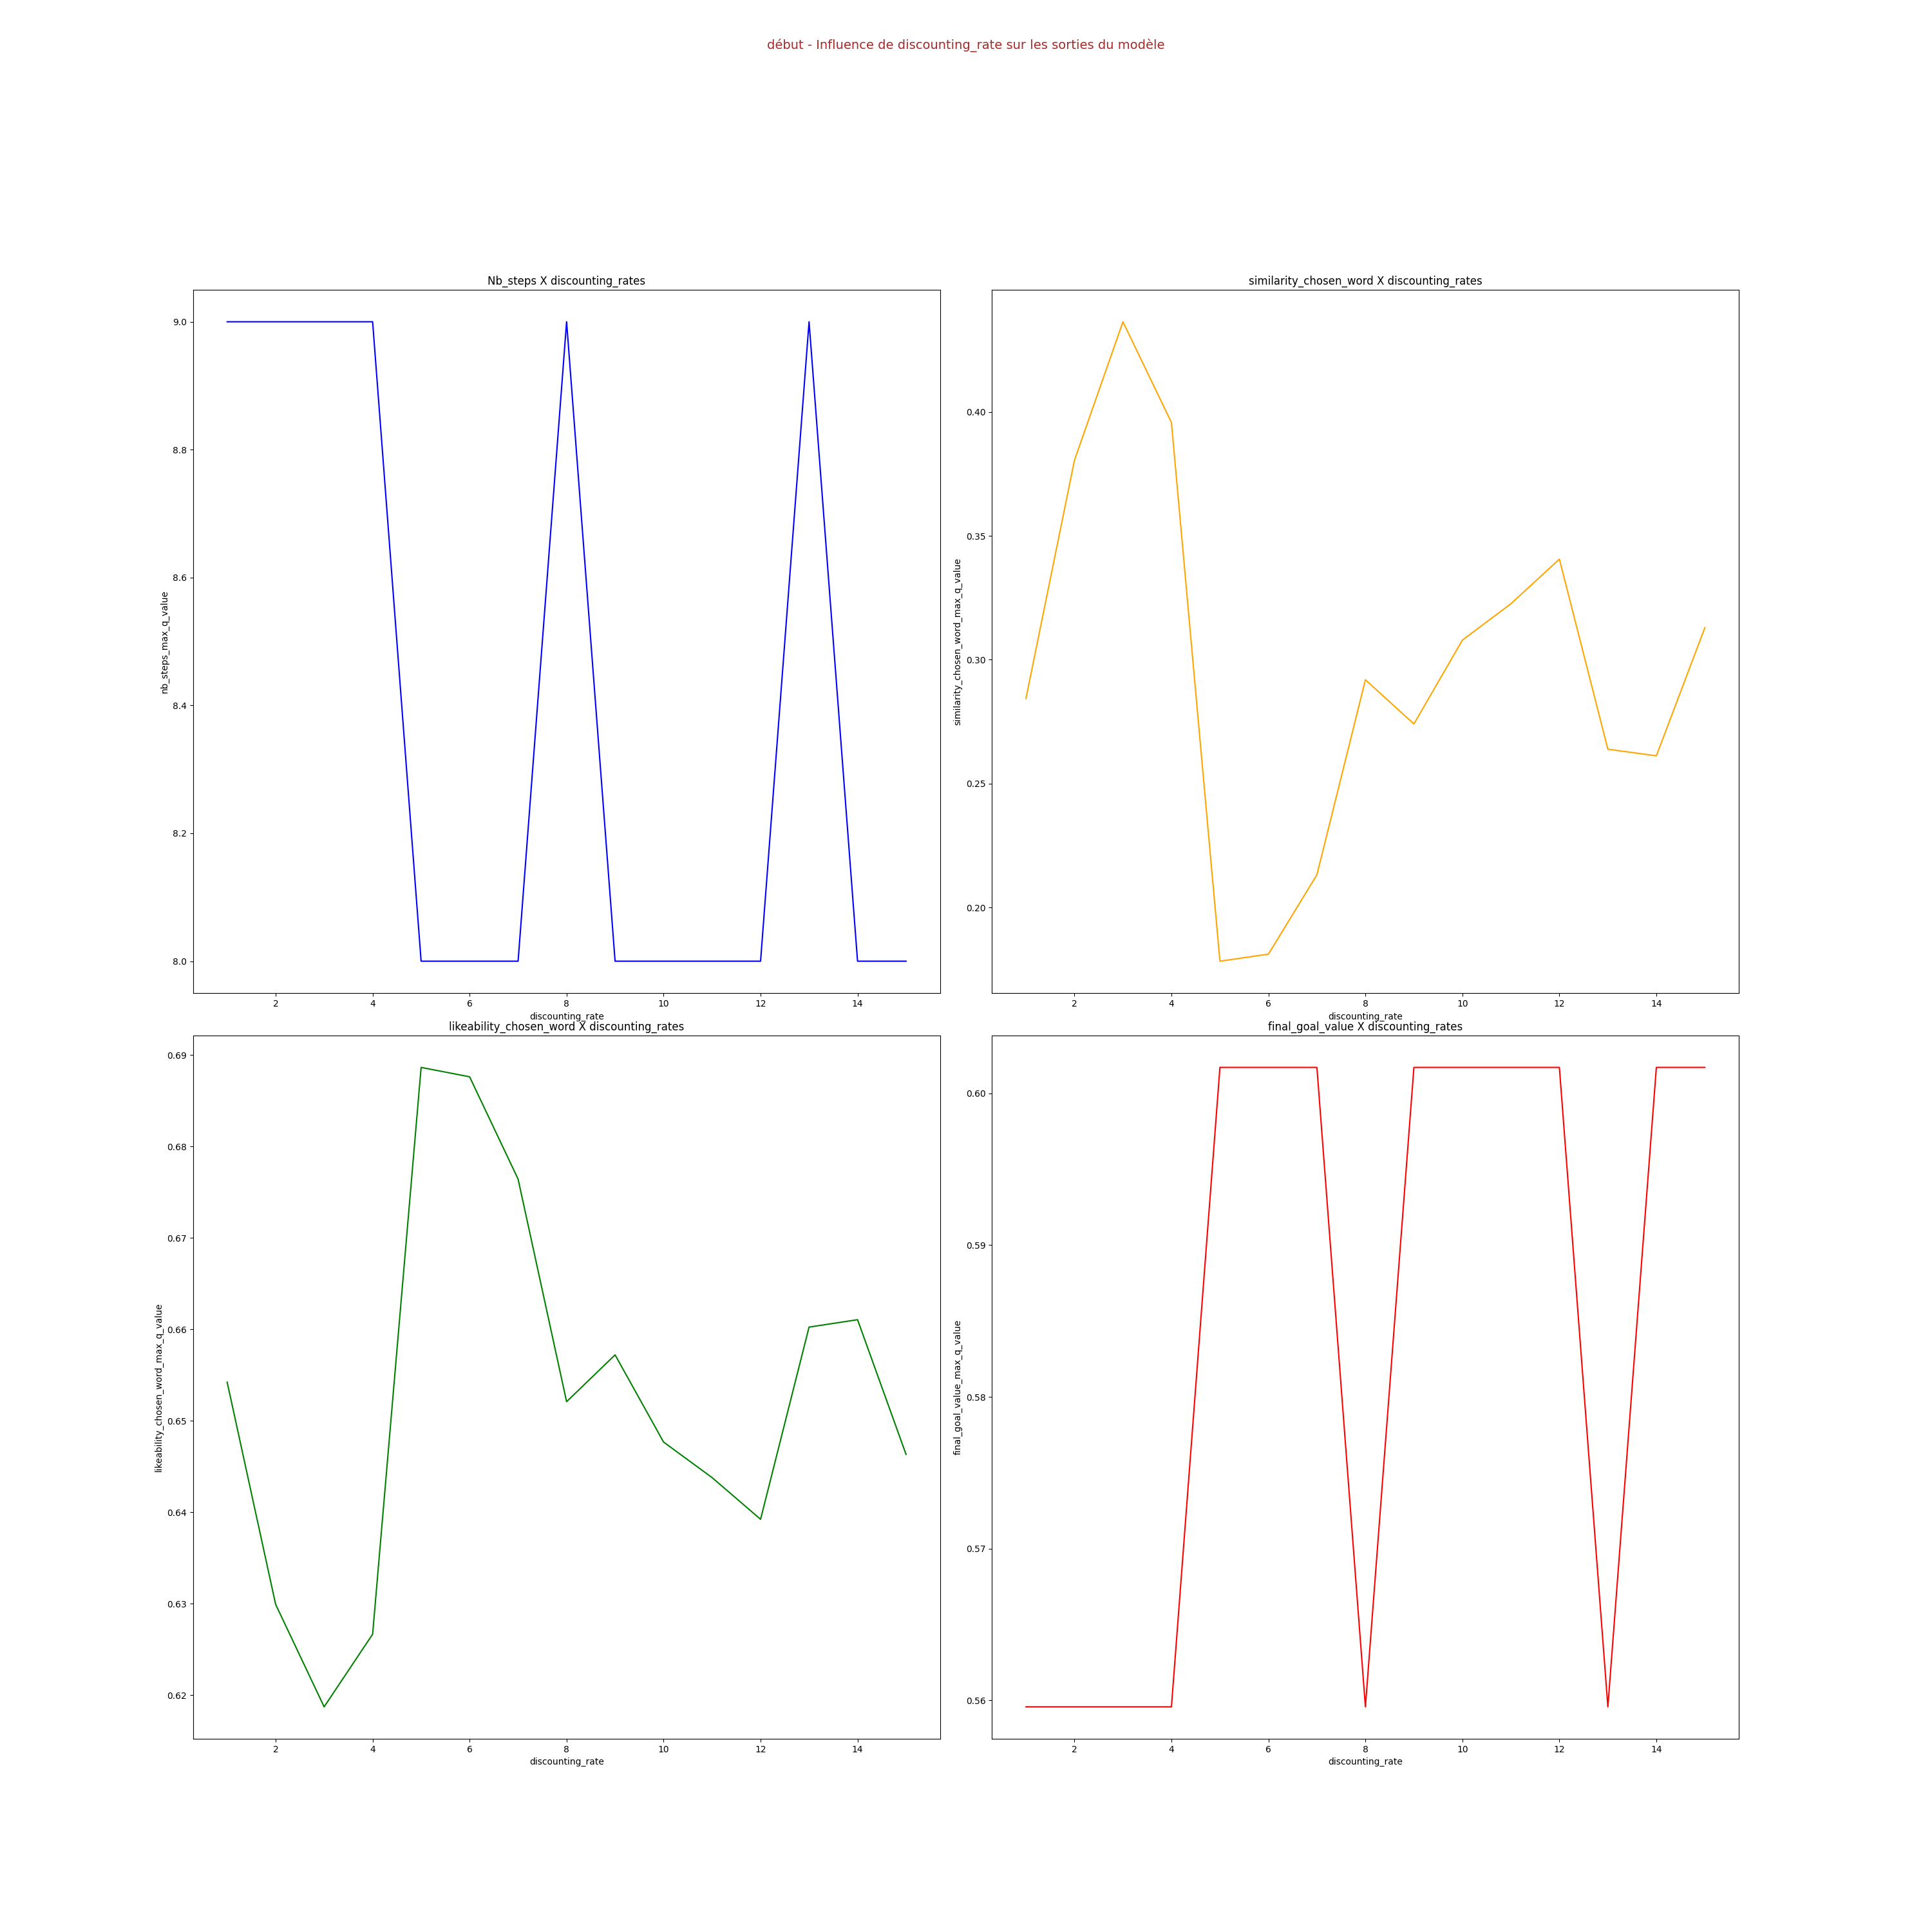 début - Influence de discounting_rate sur les sorties du modèle
Nb_steps X discounting_rates
9.0
8.8
8.6
8.4
8.2
8.0
nb_steps_max_q_value
2 4 6 8 10 12 14
discounting_rate
similarity_chosen_word X discounting_rates
0.40
0.35
0.30
0.25
0.20
similarity_chosen_word_max_q_value
2 4 6 8 10 12 14
discounting_rate
likeability_chosen_word X discounting_rates
0.69
0.68
0.67
0.66
0.65
0.64
0.63
0.62
likeability_chosen_word_max_q_value
2 4 6 8 10 12 14
discounting_rate
final_goal_value X discounting_rates
0.60
0.59
0.58
0.57
0.56
final_goal_value_max_q_value
2 4 6 8 10 12 14
discounting_rate